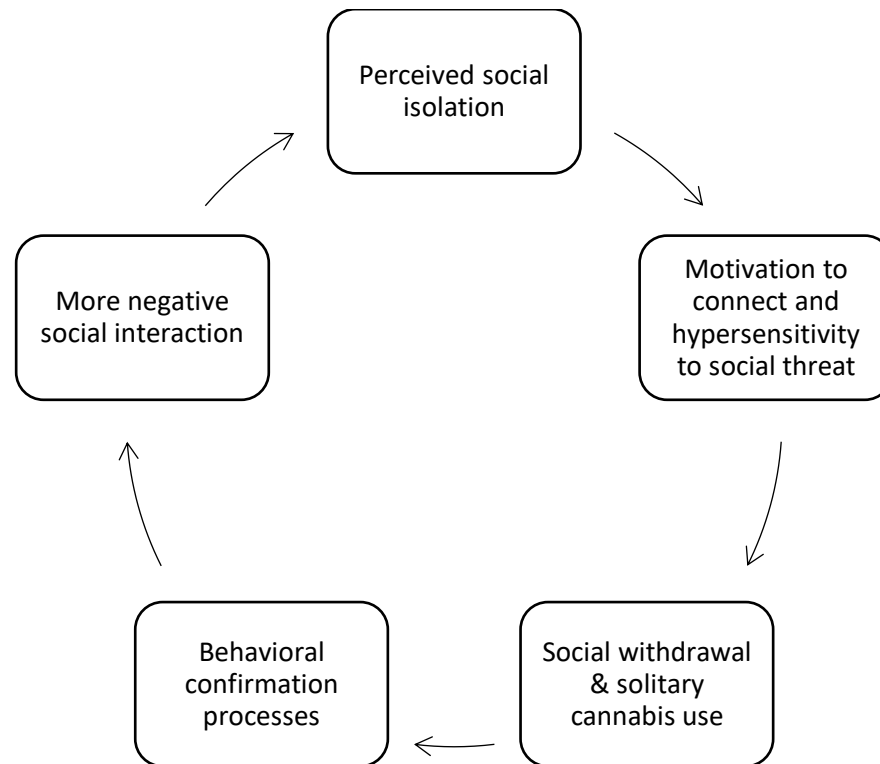 Perceived social
isolation
Motivation to
connect and
hypersensitivity
to social threat
Social withdrawal
& solitary
cannabis use
Behavioral
confirmation
processes
More negative
social interaction